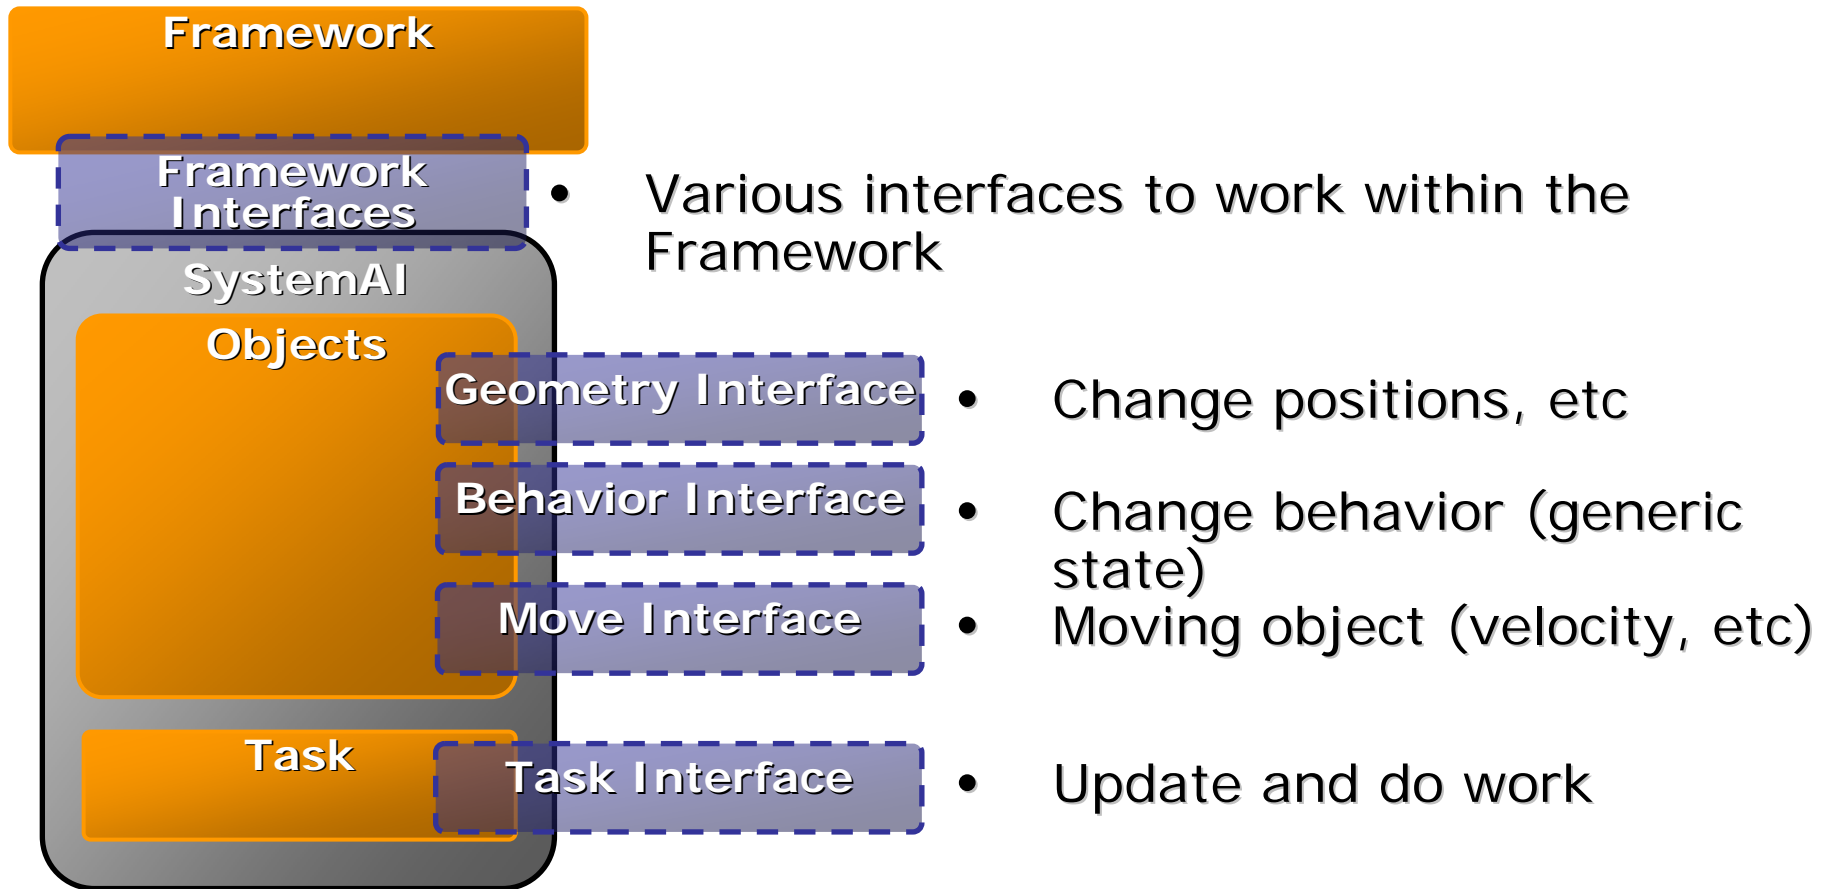 Framework
Framework
Interfaces
• Various interfaces to work within the
Framework
SystemAI
Objects
Geometry Interface
• Change positions, etc
Behavior Interface
• Change behavior (generic
state)
Move Interface
• Moving object (velocity, etc)
Task
Task Interface
• Update and do work